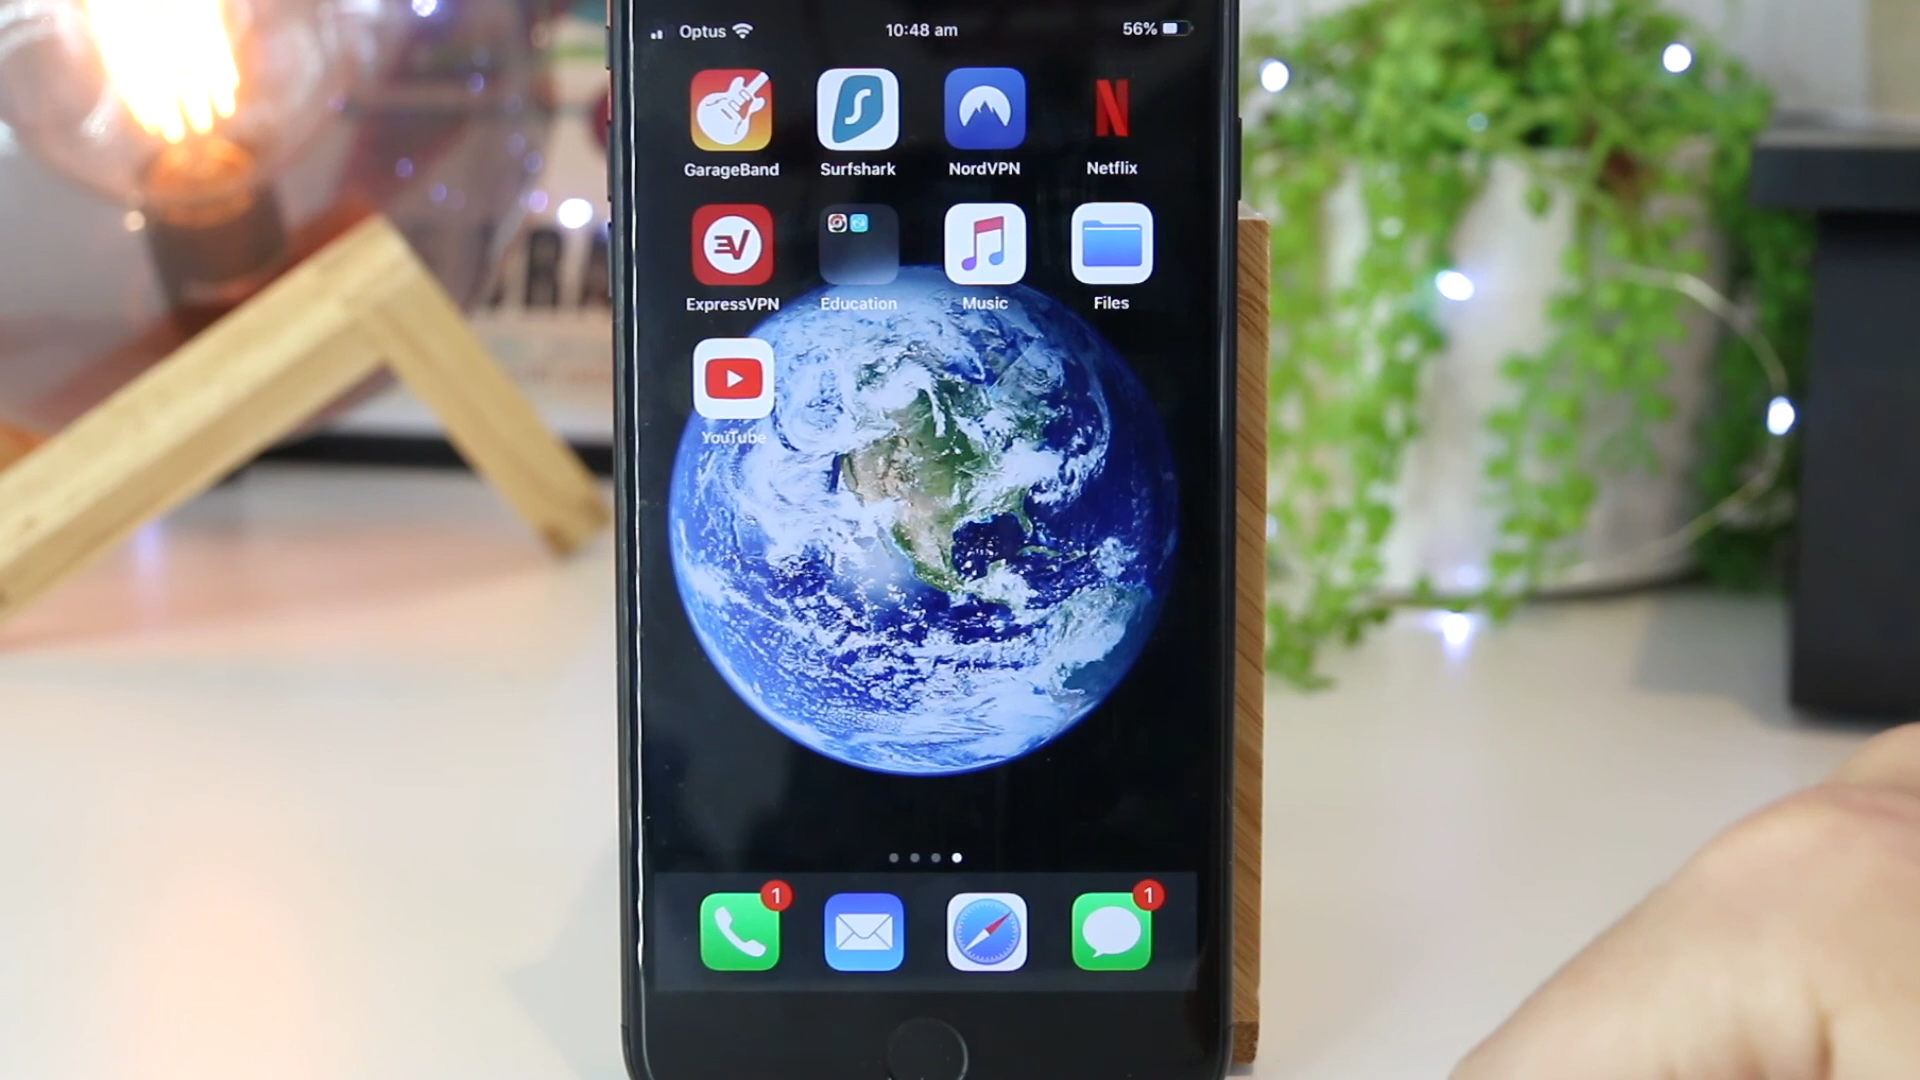 Optus 10:48 am 56%
GarageBand Surfshark NordVPN Netflix
ExpressVPN Education Music Files
YouTube
1 1